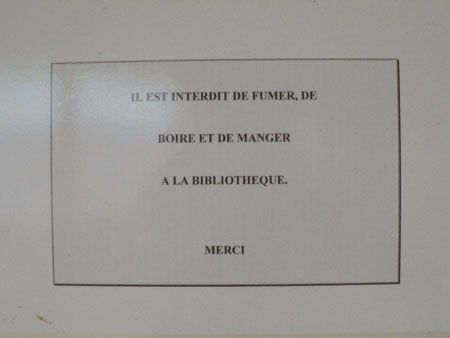 IL EST INTERDIT DE FUMER, DE
BOIRE ET DE MANGER
A LA BIBLIOTHEQUE.
MERCI